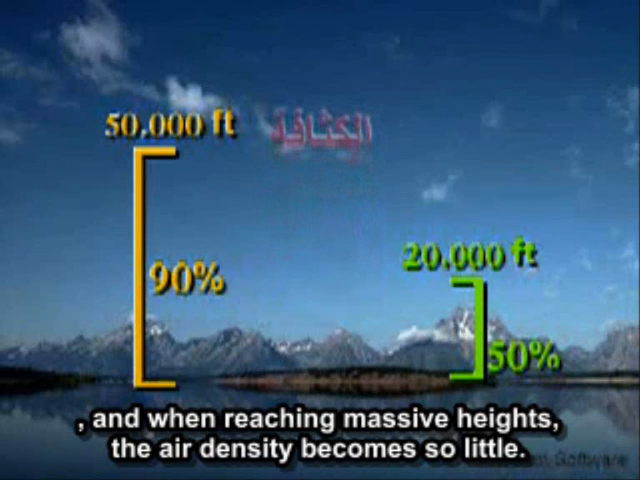 50,000 ft
الكثافة
20,000 ft
90%
50%
, and when reaching massive heights,
the air density becomes so little.
Software